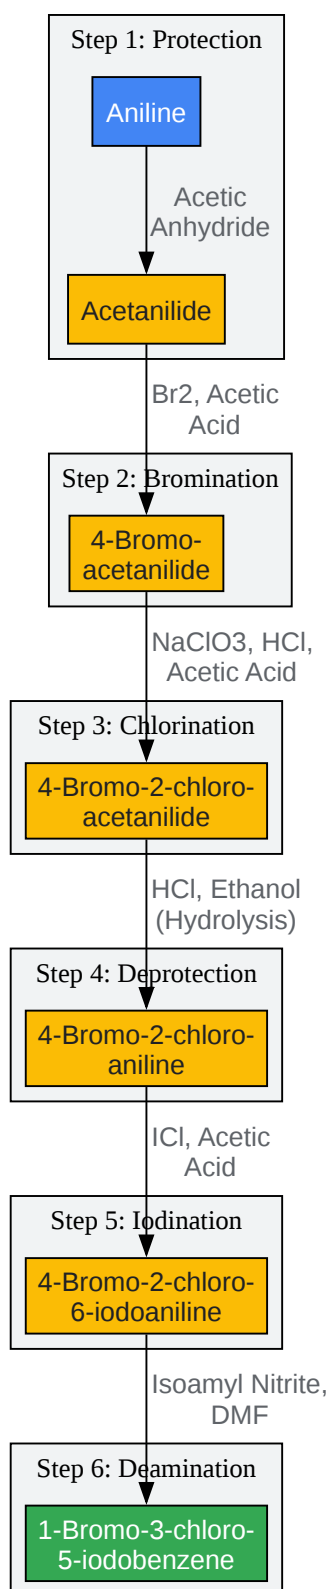 Step 1: Protection
Aniline
Acetic
Anhydride
Acetanilide
Br2, Acetic
Acid
Step 2: Bromination
4-Bromo-
acetanilide
NaClO3, HCl,
Acetic Acid
Step 3: Chlorination
4-Bromo-2-chloro-
acetanilide
HCl, Ethanol
(Hydrolysis)
Step 4: Deprotection
4-Bromo-2-chloro-
aniline
ICl, Acetic
Acid
Step 5: Iodination
4-Bromo-2-chloro-
6-iodoaniline
Isoamyl Nitrite,
DMF
Step 6: Deamination
1-Bromo-3-chloro-
5-iodobenzene